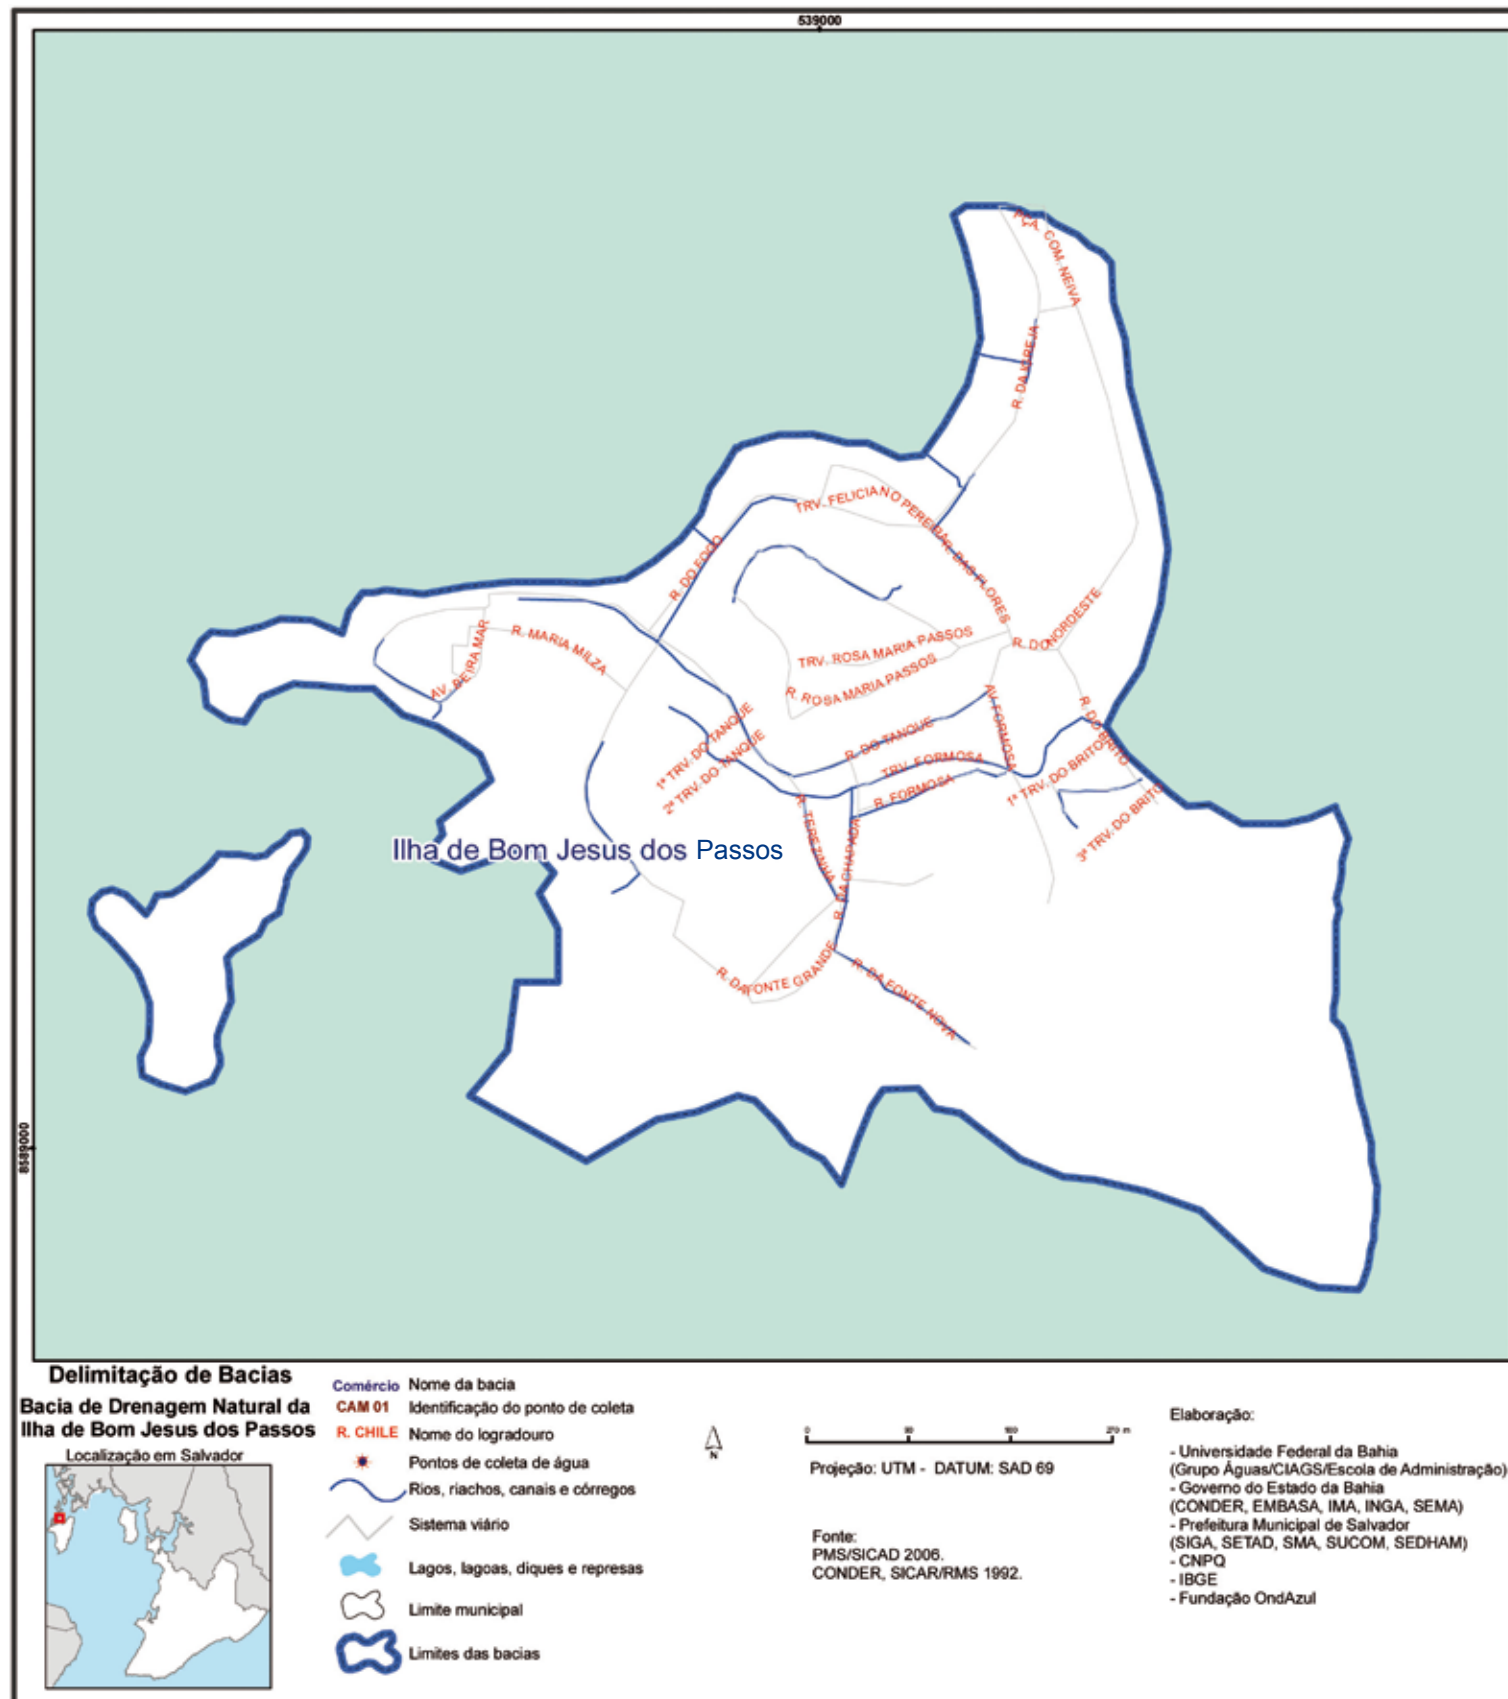 539000
PÇA. COM. NEIVA
R. DA IGREJA
TRV. FELICIANO PEREIRA
R. DAS FLORES
R. DO FOGO
R. DO NORDESTE
R. MARIA MILZA
AV. BEIRA MAR
TRV. ROSA MARIA PASSOS
R. ROSA MARIA PASSOS
AV. FORMOSA
R. DO BRITO
1ª TRV. DO TANQUE
2ª TRV. DO TANQUE
R. DO TANQUE
TRV. FORMOSA
R. FORMOSA
1ª TRV. DO BRITO
3ª TRV. DO BRITO
R. TEREZINHA
R. DA CHAPADA
Ilha de Bom Jesus dos Passos
R. DA FONTE GRANDE
R. DA FONTE NOVA
8589000
Delimitação de Bacias
Bacia de Drenagem Natural da
Ilha de Bom Jesus dos Passos
Localização em Salvador
Comércio Nome da bacia
CAM 01 Identificação do ponto de coleta
R. CHILE Nome do logradouro
Pontos de coleta de água
Rios, riachos, canais e córregos
Sistema viário
Lagos, lagoas, diques e represas
Limite municipal
Limites das bacias
N
0 90 180 270 m
Projeção: UTM - DATUM: SAD 69
Fonte:
PMS/SICAD 2006.
CONDER, SICAR/RMS 1992.
Elaboração:
- Universidade Federal da Bahia
(Grupo Águas/CIAGS/Escola de Administração)
- Governo do Estado da Bahia
(CONDER, EMBASA, IMA, INGA, SEMA)
- Prefeitura Municipal de Salvador
(SIGA, SETAD, SMA, SUCOM, SEDHAM)
- CNPQ
- IBGE
- Fundação OndAzul